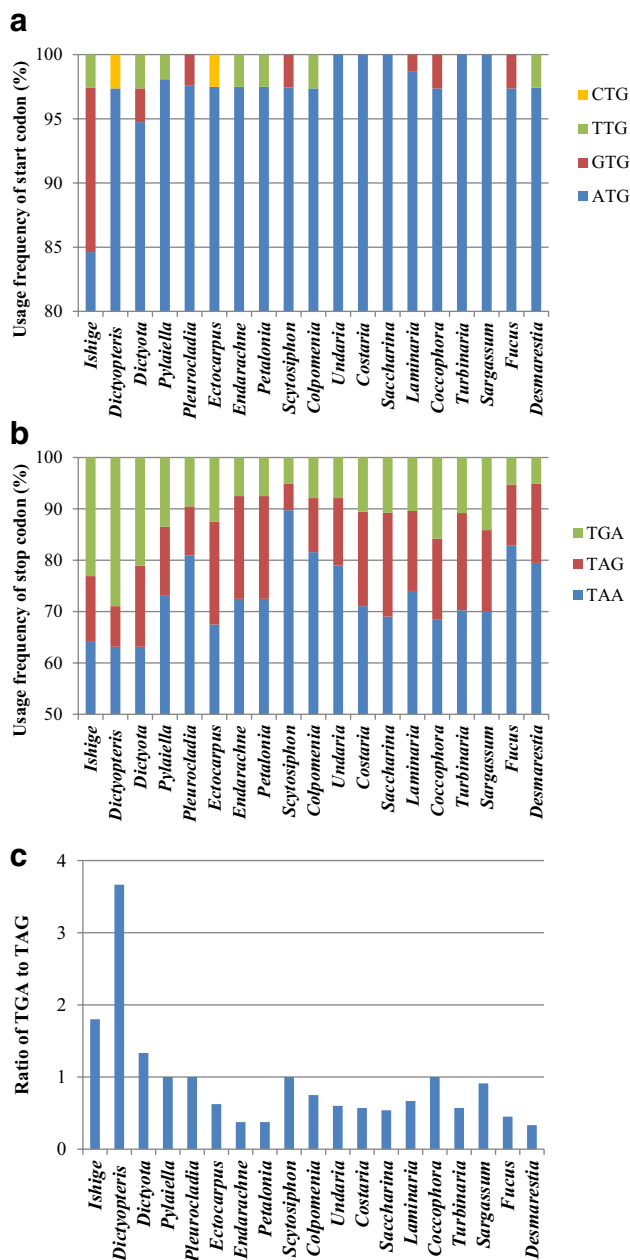 a
Usage frequency of start codon (%)
100
95
90
85
80
CTG
TTG
GTG
ATG
Ishige
Dictyopteris
Dictyota
Pylaiella
Pleurocladia
Ectocarpus
Endarachne
Petalonia
Scytosiphon
Colpomenia
Undaria
Costaria
Saccharina
Laminaria
Coccophora
Turbinaria
Sargassum
Fucus
Desmarestia
b
Usage frequency of stop codon (%)
100
90
80
70
60
50
TGA
TAG
TAA
Ishige
Dictyopteris
Dictyota
Pylaiella
Pleurocladia
Ectocarpus
Endarachne
Petalonia
Scytosiphon
Colpomenia
Undaria
Costaria
Saccharina
Laminaria
Coccophora
Turbinaria
Sargassum
Fucus
Desmarestia
c
Ratio of TGA to TAG
4
3
2
1
0
Ishige
Dictyopteris
Dictyota
Pylaiella
Pleurocladia
Ectocarpus
Endarachne
Petalonia
Scytosiphon
Colpomenia
Undaria
Costaria
Saccharina
Laminaria
Coccophora
Turbinaria
Sargassum
Fucus
Desmarestia